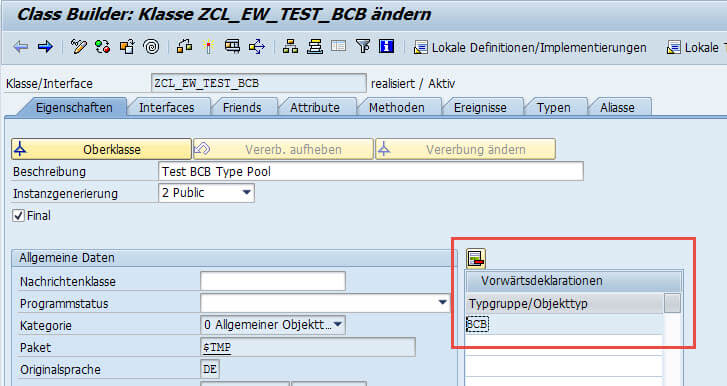 Class Builder: Klasse ZCL_EW_TEST_BCB ändern
Lokale Definitionen/Implementierungen
Lokale T
Klasse/Interface ZCL_EW_TEST_BCB realisiert / Aktiv
Eigenschaften Interfaces Friends Attribute Methoden Ereignisse Typen Aliasse
Oberklasse Vererb. aufheben Vererbung ändern
Beschreibung Test BCB Type Pool
Instanzgenerierung 2 Public
Final
Allgemeine Daten
Nachrichtenklasse
Programmstatus
Kategorie 0 Allgemeiner Objektt...
Paket $TMP
Originalsprache DE
Vorwärtsdeklarationen
Typgruppe/Objekttyp
BCB